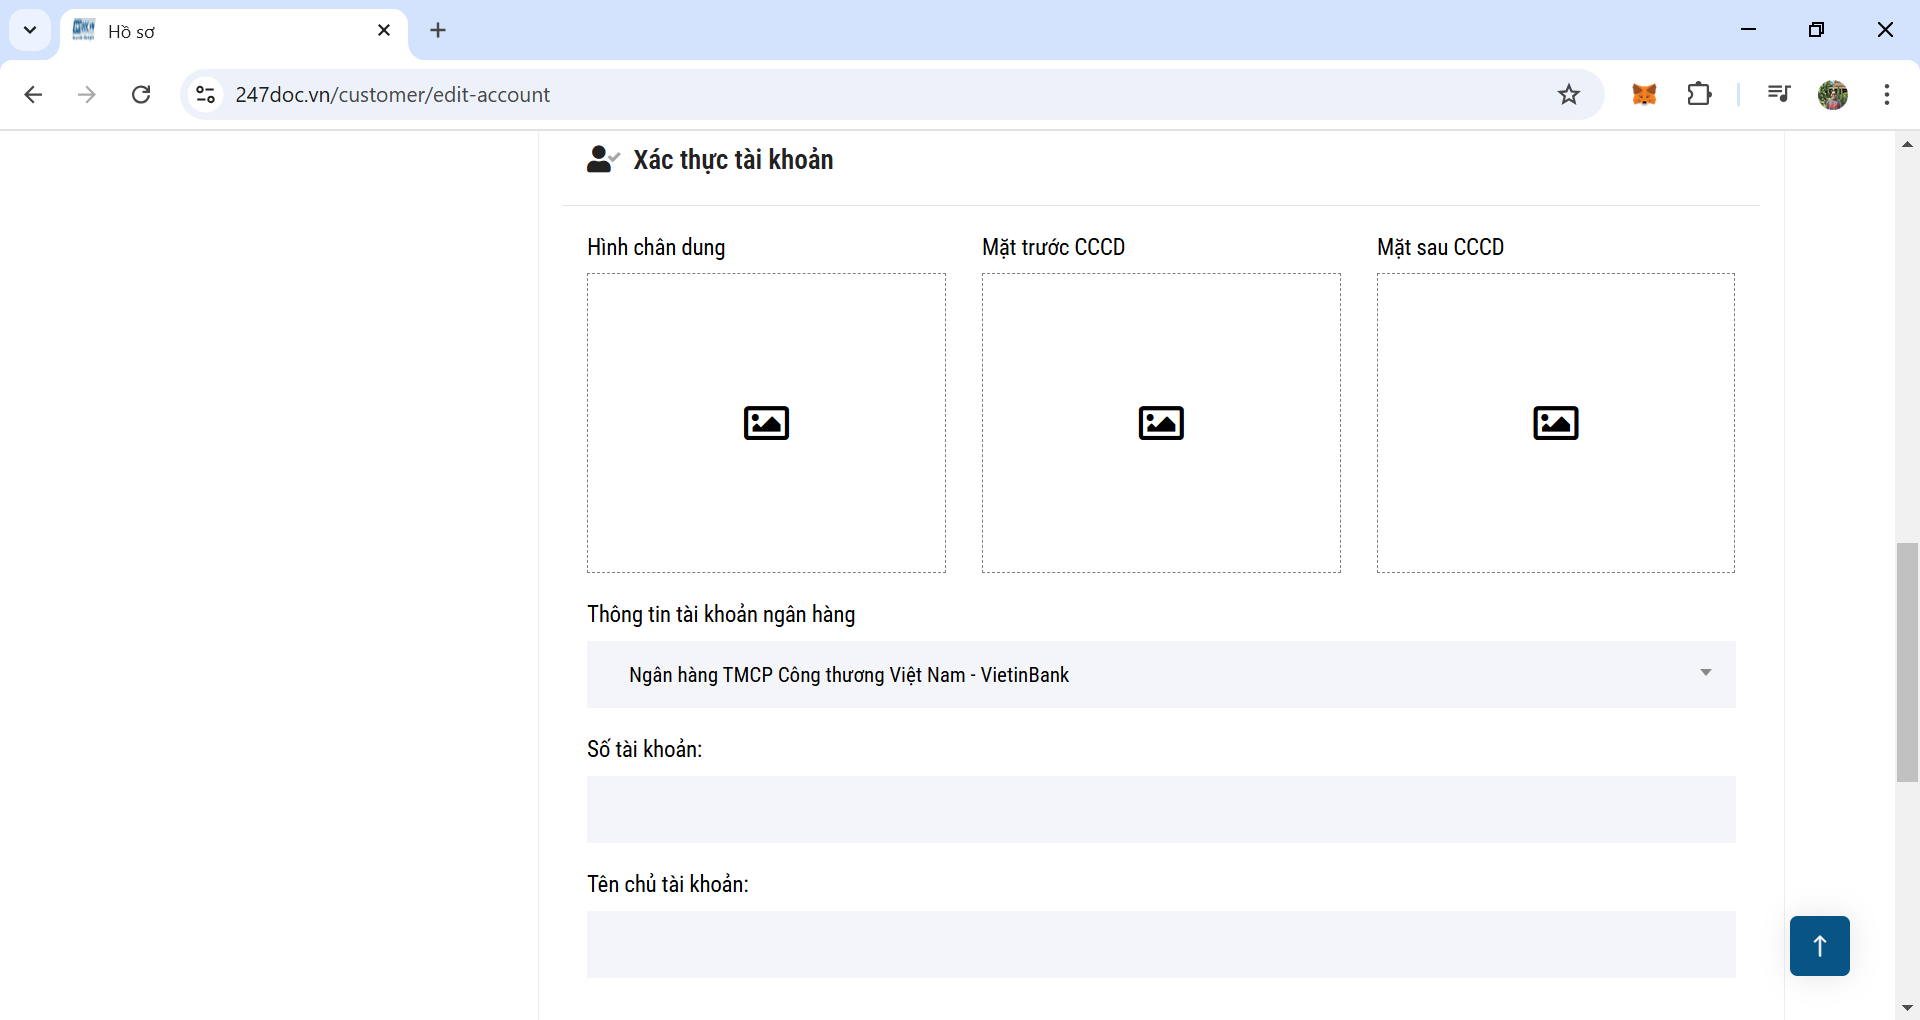 Hồ sơ
247doc.vn/customer/edit-account
Xác thực tài khoản
Hình chân dung
Mặt trước CCCD
Mặt sau CCCD
Thông tin tài khoản ngân hàng
Ngân hàng TMCP Công thương Việt Nam - VietinBank
Số tài khoản:
Tên chủ tài khoản: